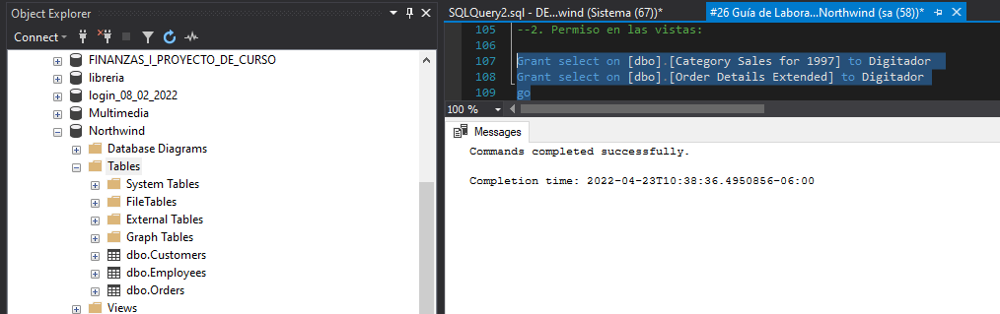 Object Explorer
Connect
FINANZAS_I_PROYECTO_DE_CURSO
libreria
login_08_02_2022
Multimedia
Northwind
Database Diagrams
Tables
System Tables
FileTables
External Tables
Graph Tables
dbo.Customers
dbo.Employees
dbo.Orders
Views
SQLQuery2.sql - DE...wind (Sistema (67))* #26 Guía de Labora...Northwind (sa (58))*
105 --2. Permiso en las vistas:
106
107 Grant select on [dbo].[Category Sales for 1997] to Digitador
108 Grant select on [dbo].[Order Details Extended] to Digitador
109 go
100 %
Messages
Commands completed successfully.
Completion time: 2022-04-23T10:38:36.4950856-06:00